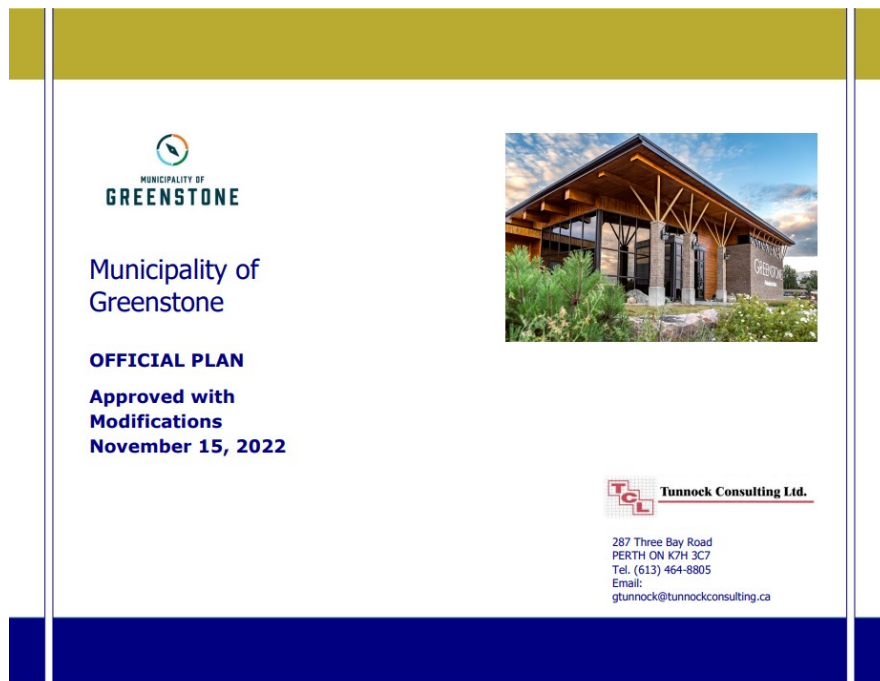 MUNICIPALITY OF
GREENSTONE
Municipality of
Greenstone
OFFICIAL PLAN
Approved with
Modifications
November 15, 2022
GREENSTONE
TCL
Tunnock Consulting Ltd.
287 Three Bay Road
PERTH ON K7H 3C7
Tel. (613) 464-8805
Email:
gtunnock@tunnockconsulting.ca